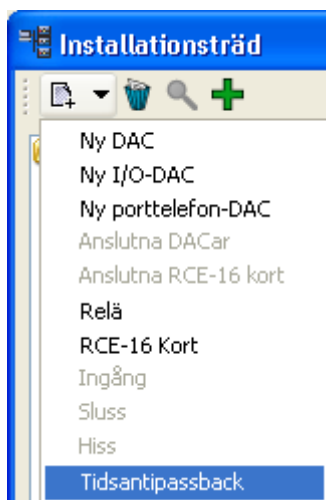 Installationsträd
Ny DAC
Ny I/O-DAC
Ny porttelefon-DAC
Anslutna DACar
Anslutna RCE-16 kort
Relä
RCE-16 Kort
Ingång
Sluss
Hiss
Tidsantipassback